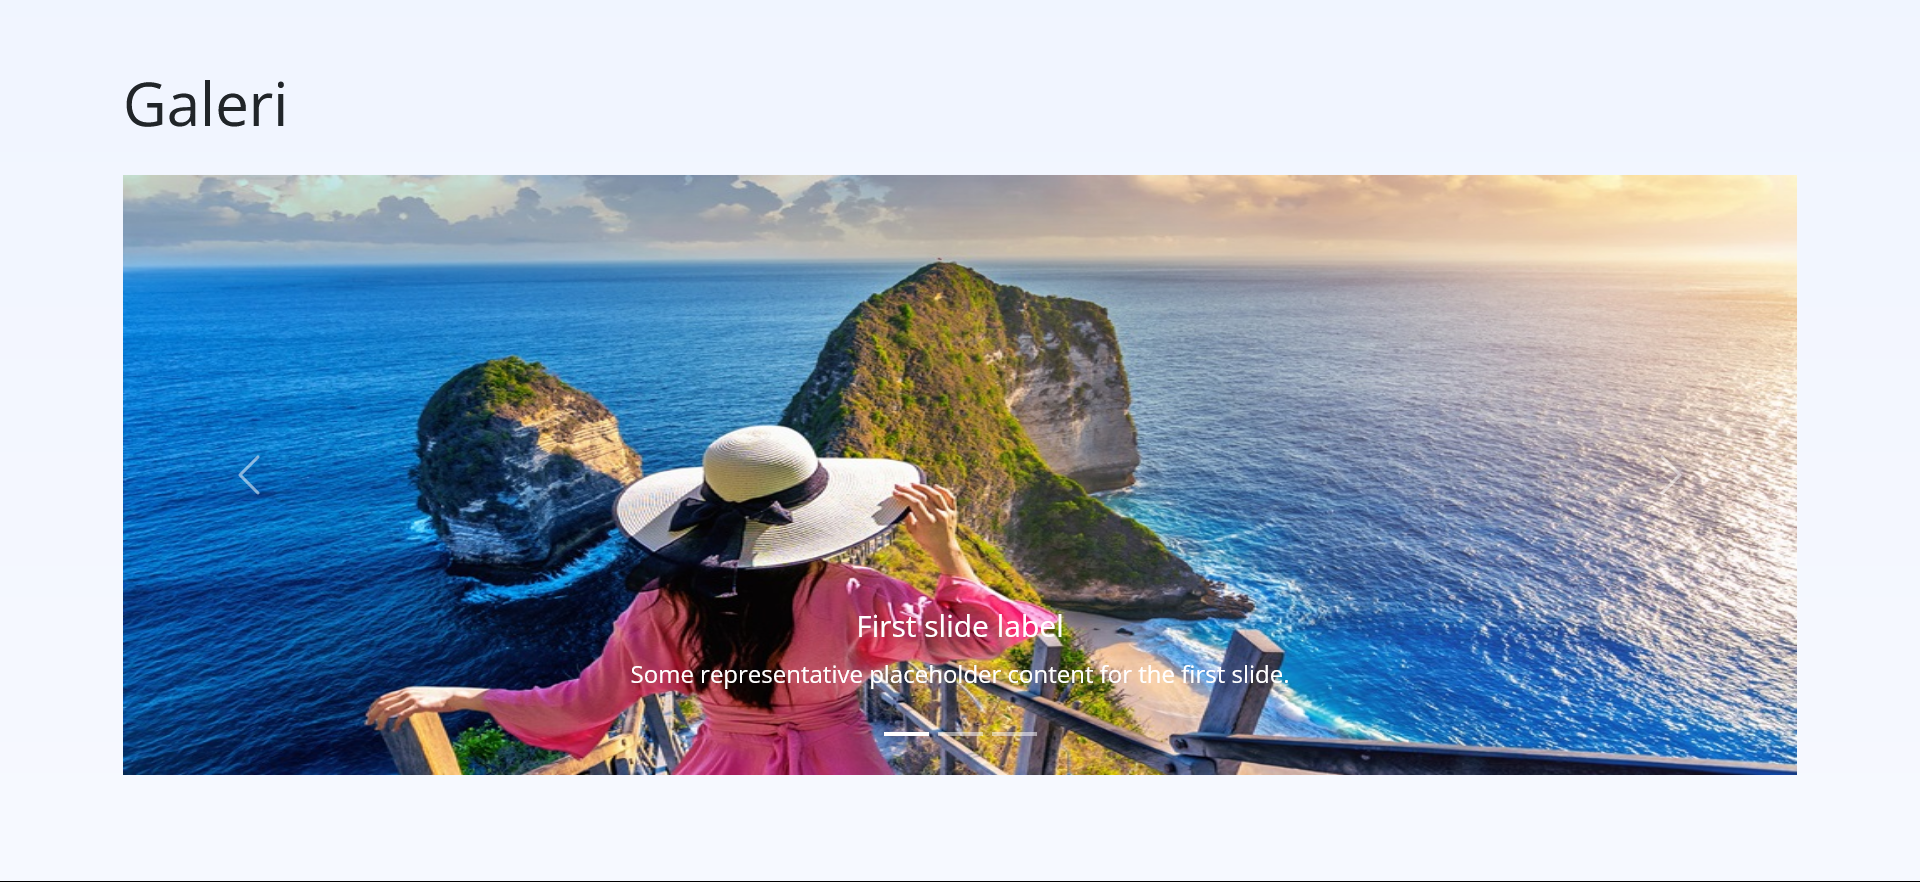 Galeri
First slide label
Some representative placeholder content for the first slide.